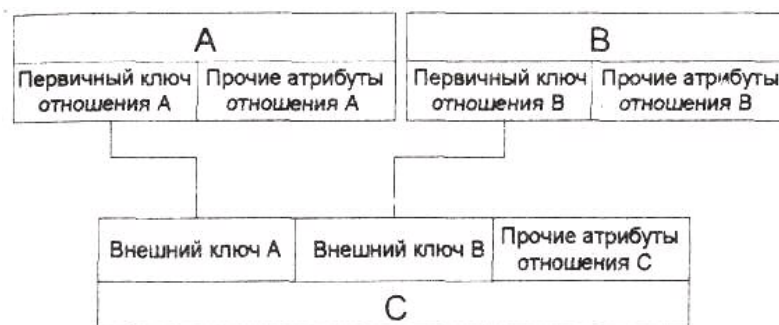 A
B
Первичный ключ
отношения А
Прочие атрибуты
отношения А
Первичный ключ
отношения В
Прочие атрибуты
отношения В
Внешний ключ А
Внешний ключ В
Прочие атрибуты
отношения С
С